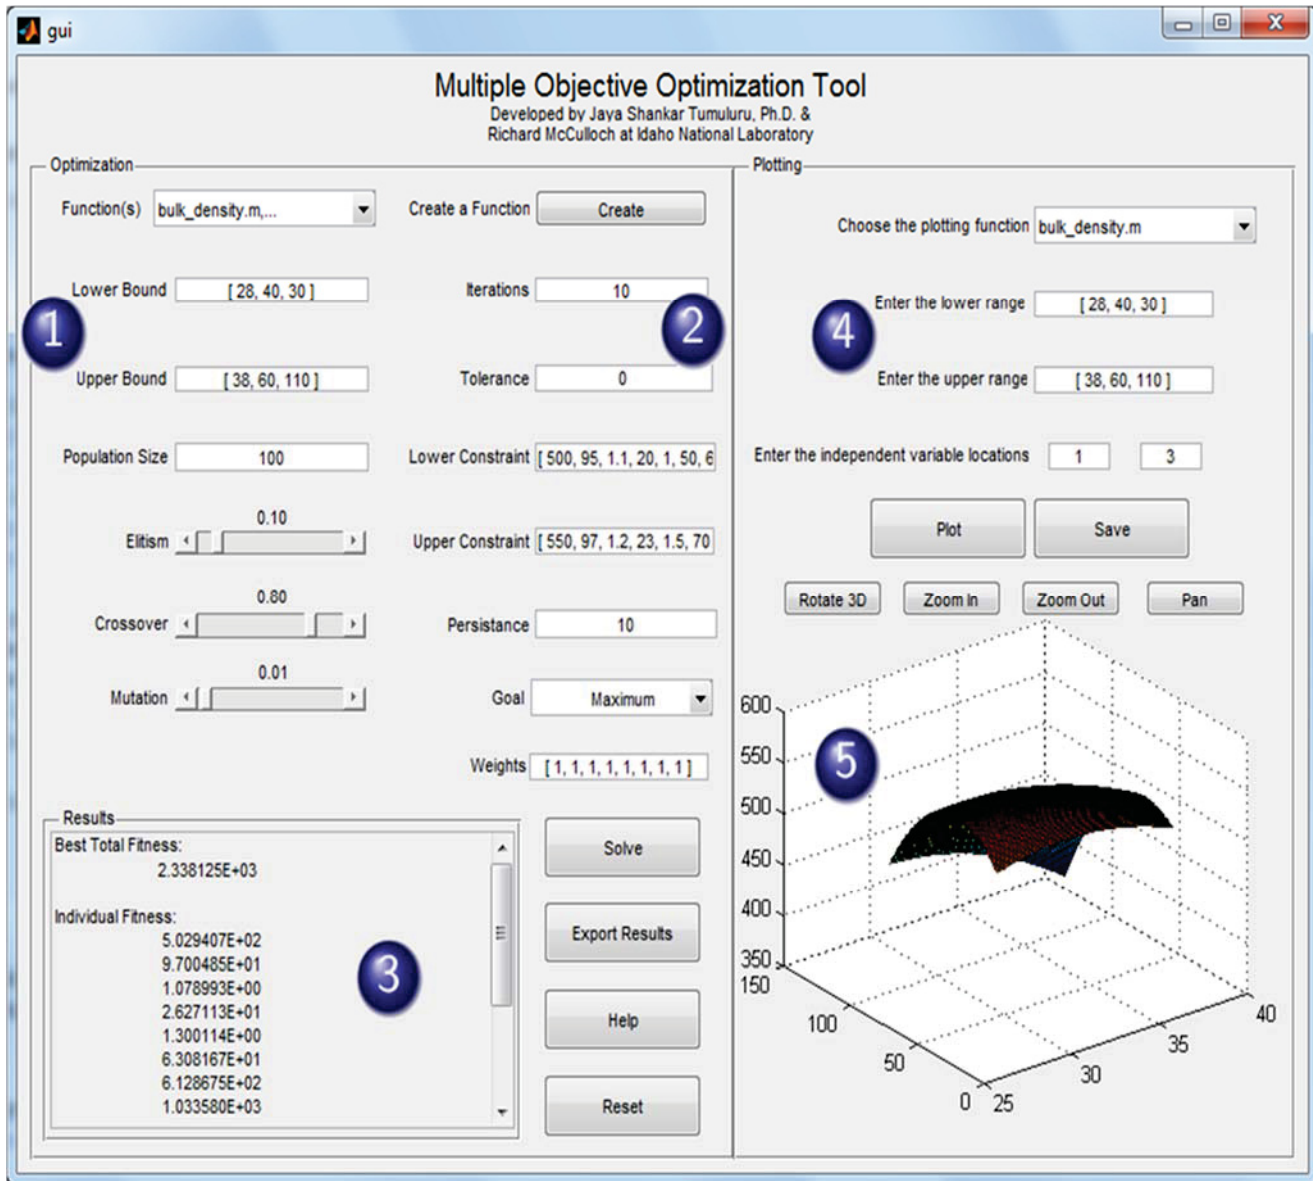 gui
Multiple Objective Optimization Tool
Developed by Jaya Shankar Tumuluru, Ph.D. &
Richard McCulloch at Idaho National Laboratory
Optimization
Function(s) bulk_density.m,... Create a Function Create
Lower Bound [ 28, 40, 30 ] Iterations 10
1 2
Upper Bound [ 38, 60, 110 ] Tolerance 0
Population Size 100 Lower Constraint [ 500, 95, 1.1, 20, 1, 50, 6
0.10
Elitism Upper Constraint [ 550, 97, 1.2, 23, 1.5, 70
0.80
Crossover Persistance 10
0.01
Mutation Goal Maximum
Weights [ 1, 1, 1, 1, 1, 1, 1, 1 ]
Results
Best Total Fitness:
2.338125E+03
Individual Fitness:
5.029407E+02
9.700485E+01
1.078993E+00
2.627113E+01
1.300114E+00
6.308167E+01
6.128675E+02
1.033580E+03
3
Solve
Export Results
Help
Reset
Plotting
Choose the plotting function bulk_density.m
Enter the lower range [ 28, 40, 30 ]
4
Enter the upper range [ 38, 60, 110 ]
Enter the independent variable locations 1 3
Plot Save
Rotate 3D Zoom In Zoom Out Pan
600
550
5
500
450
400
350
150
100
50
0
25
30
35
40